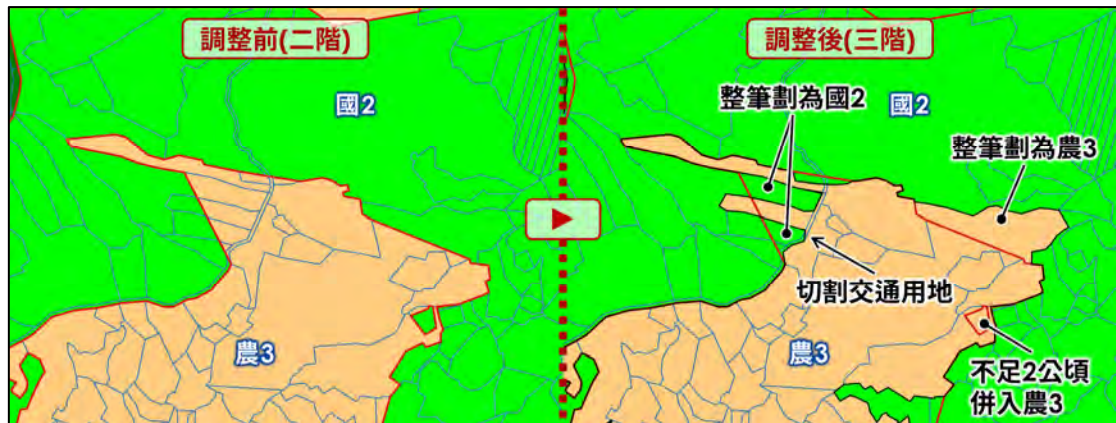 調整前(二階)
國2
農3
調整後(三階)
整筆劃為國2
國2
整筆劃為農3
切割交通用地
農3
不足2公頃
併入農3